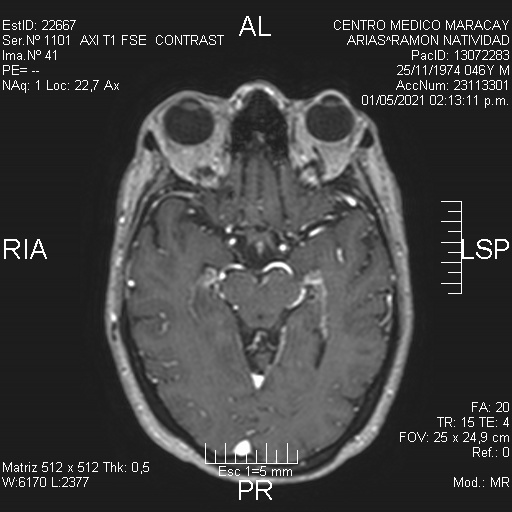 EstID: 22667
Ser.Nº 1101 AXI T1 FSE CONTRAST
Ima.Nº 41
PE= --
NAq: 1 Loc: 22,7 Ax
AL
CENTRO MEDICO MARACAY
ARIAS^RAMON NATIVIDAD
PacID: 13072283
25/11/1974 046Y M
AccNum: 23113301
01/05/2021 02:13:11 p.m.
RIA
LSP
FA: 20
TR: 15 TE: 4
FOV: 25 x 24,9 cm
Ref.: 0
Matriz 512 x 512 Thk: 0,5
W:6170 L:2377
Esc 1=5 mm
PR
Mod.: MR